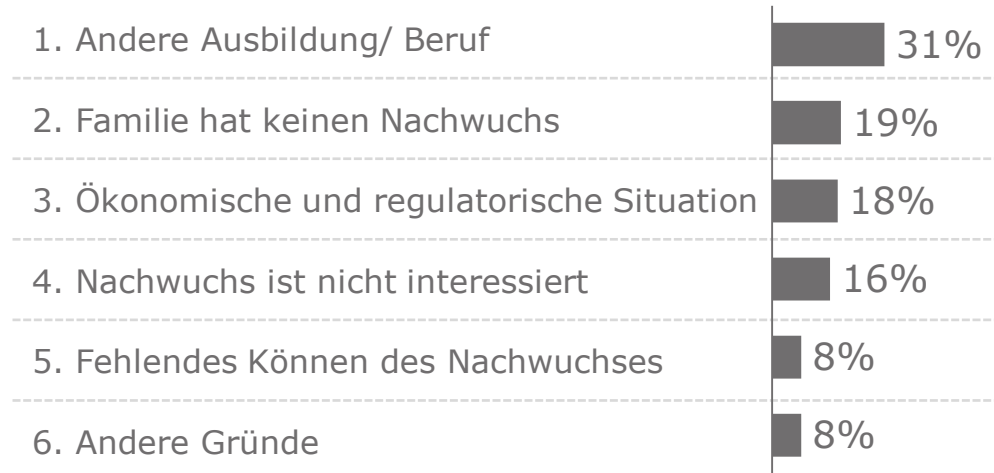 1. Andere Ausbildung/ Beruf 31%
2. Familie hat keinen Nachwuchs 19%
3. Ökonomische und regulatorische Situation 18%
4. Nachwuchs ist nicht interessiert 16%
5. Fehlendes Können des Nachwuchses 8%
6. Andere Gründe 8%